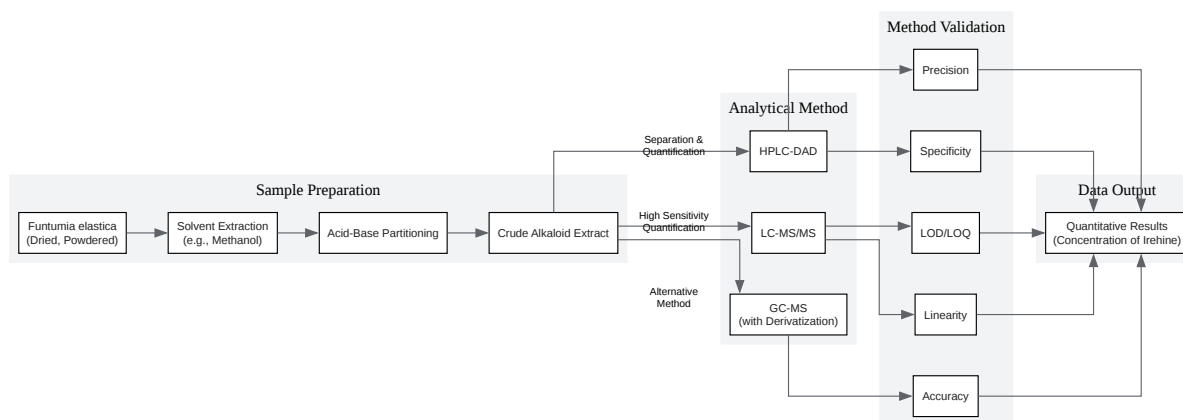 Method Validation
Precision
Analytical Method
Separation &
Quantification
HPLC-DAD
Specificity
Sample Preparation
Data Output
Funtumia elastica
(Dried, Powdered)
Solvent Extraction
(e.g., Methanol)
Acid-Base Partitioning
Crude Alkaloid Extract
High Sensitivity
Quantification
LC-MS/MS
LOD/LOQ
Quantitative Results
(Concentration of Irehine)
Alternative
Method
GC-MS
(with Derivatization)
Linearity
Accuracy